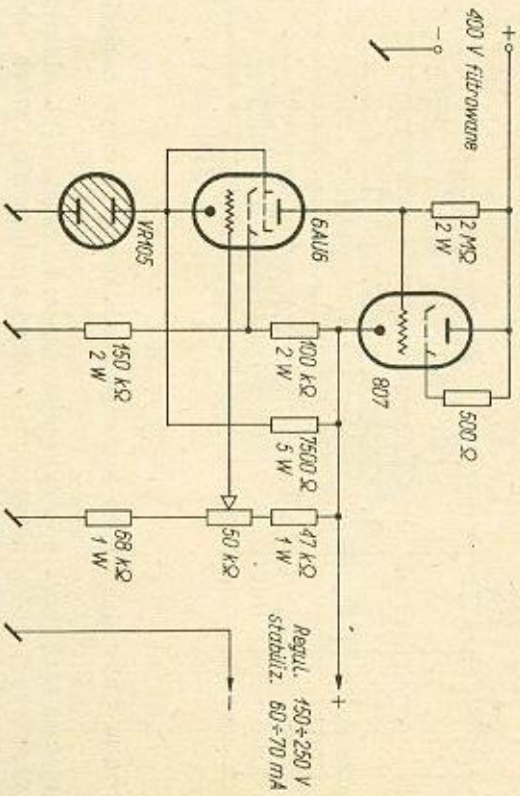 +
400 V filtrowane
-
2 MΩ
2 W
807
500 Ω
6AU6
VR105
100 kΩ
2 W
150 kΩ
2 W
7500 Ω
5 W
47 kΩ
1 W
50 kΩ
68 kΩ
1 W
+
Regul. 150÷250 V
stabiliz. 60÷70 mA
-